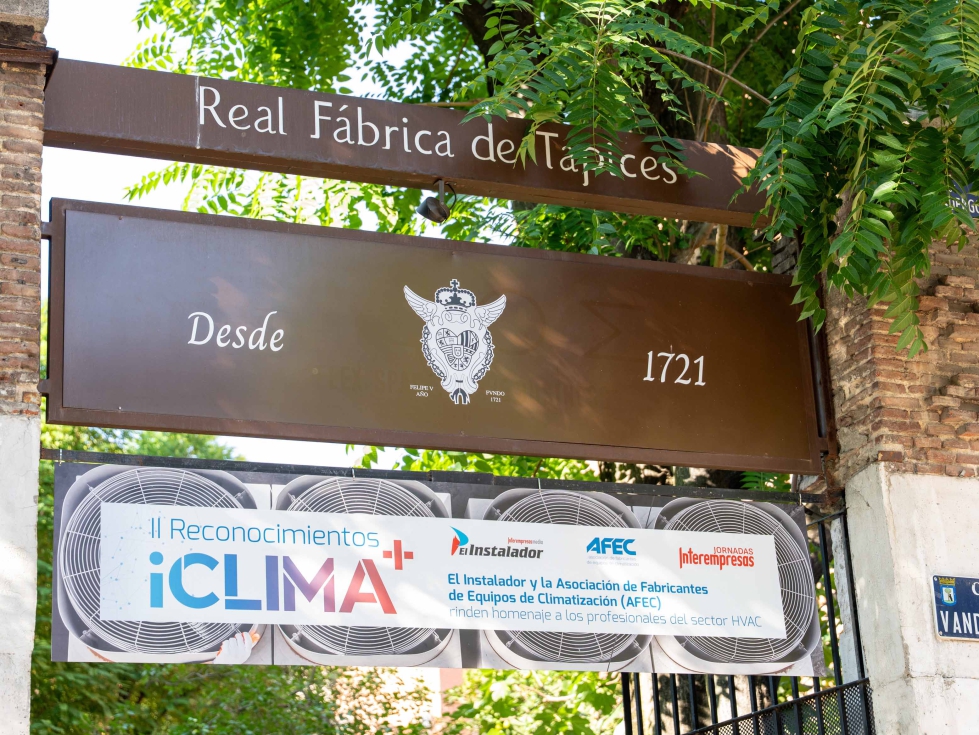 Real Fábrica de Tapices
Desde
1721
FELIPE V
AÑO
FVNDO
1721
II Reconocimientos
iCLIMA+
Interempresasmedia
El Instalador
AFEC
JORNADAS
Interempresas
El Instalador y la Asociación de Fabricantes
de Equipos de Climatización (AFEC)
rinden homenaje a los profesionales del sector HVAC
VAND